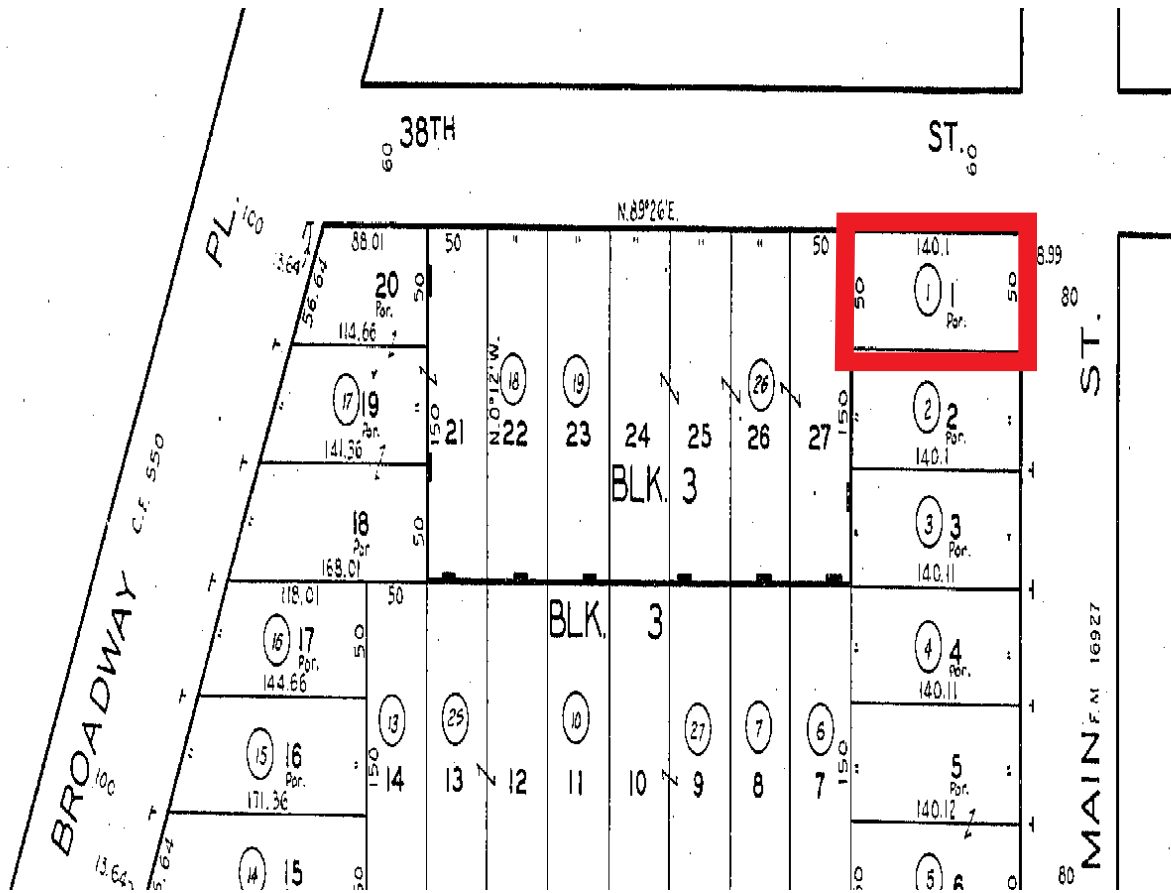 38TH ST.
60 60
N.89°26'E.
PL. 100
13.64
88.01 50 " " " " " 50 140.1 8.99
56.64 20 Por. 50 50 1 1 Por. 50 80
114.66
N.0°12'W.
17 19 Por. " 150 21 18 22 19 23 24 25 26 26 27 150 " 2 2 Por. "
141.36 140.1
BLK. 3
ST.
18 Por 50 3 3 Por.
168.01 140.11
BROADWAY C.F. 550
118.01 50
BLK. 3
16 17 Por. 50 " 4 4 Por. "
144.66 140.11
13 25 10 27 7 6
15 16 Por. " 150 14 13 12 11 10 9 8 7 150 " 5 Por. "
171.36 140.12
100
MAIN F.M 16927
13.64 5.64 14 15 50 50 5 6 0 80